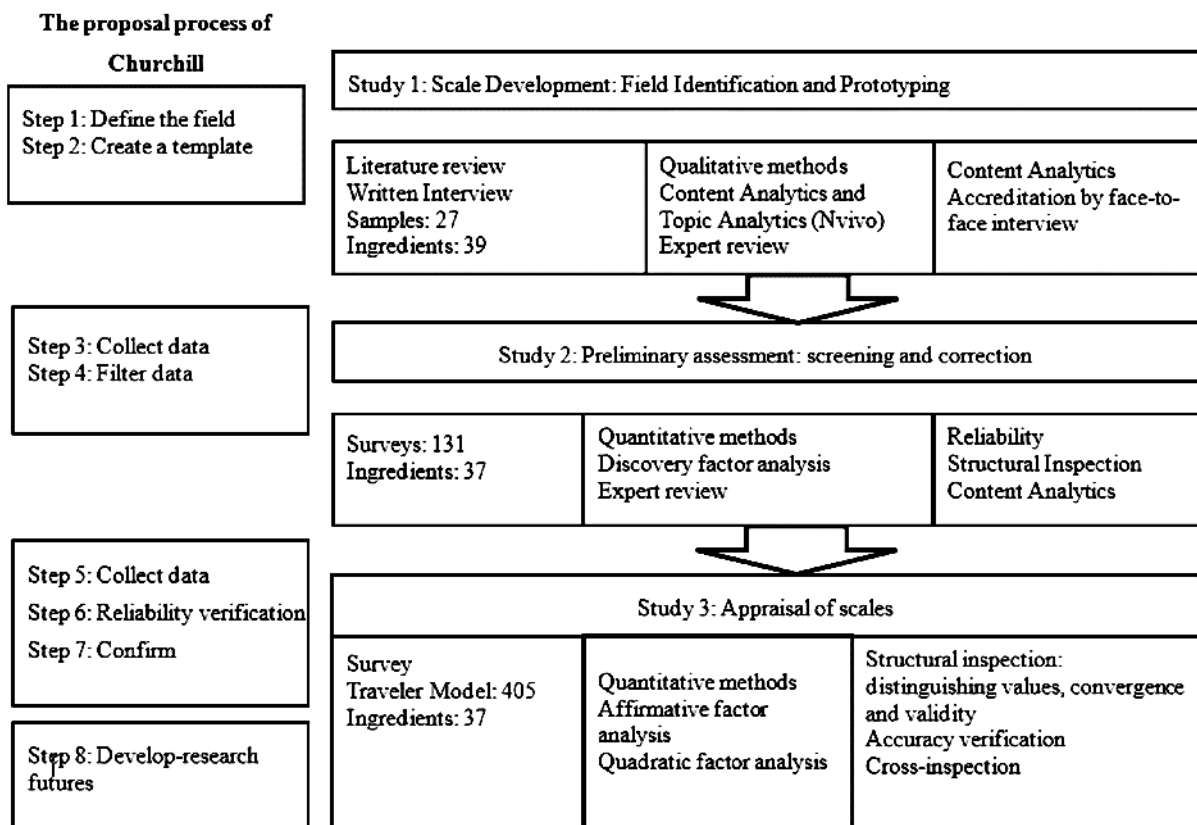 The proposal process of
Churchill
Step 1: Define the field
Step 2: Create a template
Study 1: Scale Development: Field Identification and Prototyping
Literature review
Written Interview
Samples: 27
Ingredients: 39
Qualitative methods
Content Analytics and
Topic Analytics (Nvivo)
Expert review
Content Analytics
Accreditation by face-to-
face interview
Step 3: Collect data
Step 4: Filter data
Study 2: Preliminary assessment: screening and correction
Surveys: 131
Ingredients: 37
Quantitative methods
Discovery factor analysis
Expert review
Reliability
Structural Inspection
Content Analytics
Step 5: Collect data
Step 6: Reliability verification
Step 7: Confirm
Study 3: Appraisal of scales
Survey
Traveler Model: 405
Ingredients: 37
Quantitative methods
Affirmative factor
analysis
Quadratic factor analysis
Structural inspection:
distinguishing values, convergence
and validity
Accuracy verification
Cross-inspection
Step 8: Develop-research
futures